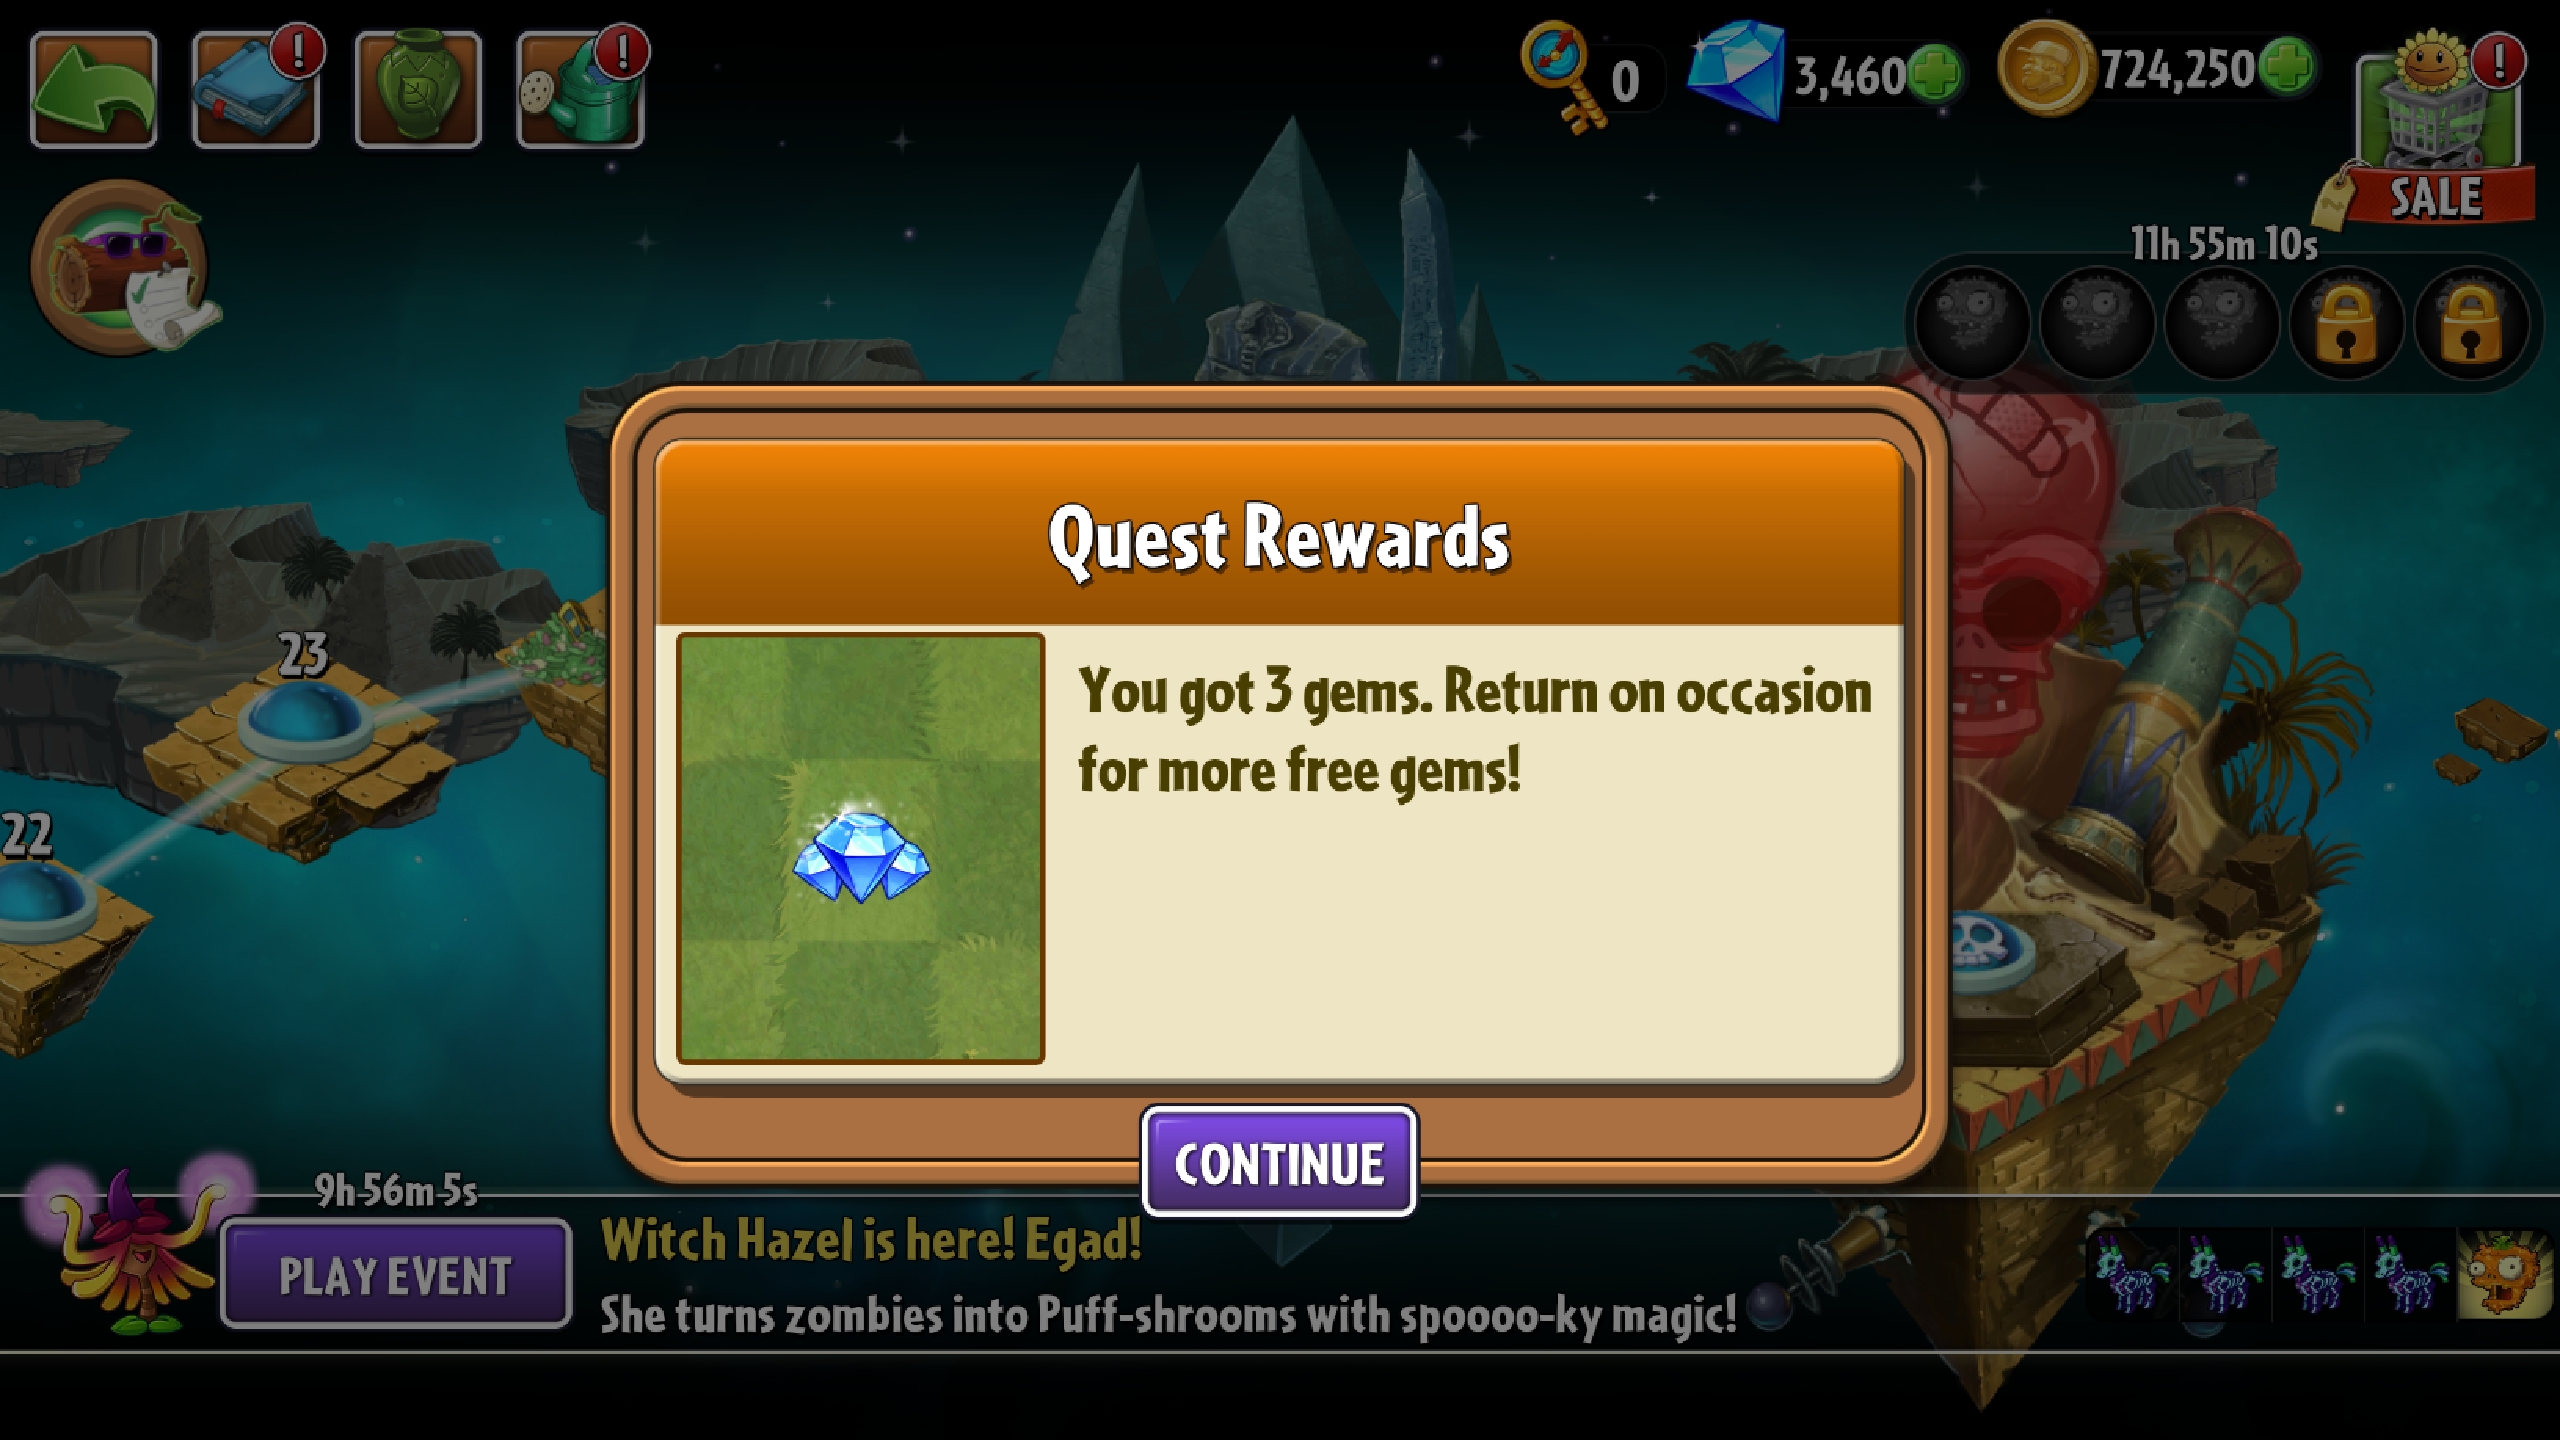 0
3,460
724,250
SALE
11h 55m 10s
Quest Rewards
You got 3 gems. Return on occasion
for more free gems!
23
22
CONTINUE
9h 56m 5s
PLAY EVENT
Witch Hazel is here! Egad!
She turns zombies into Puff-shrooms with spoooo-ky magic!